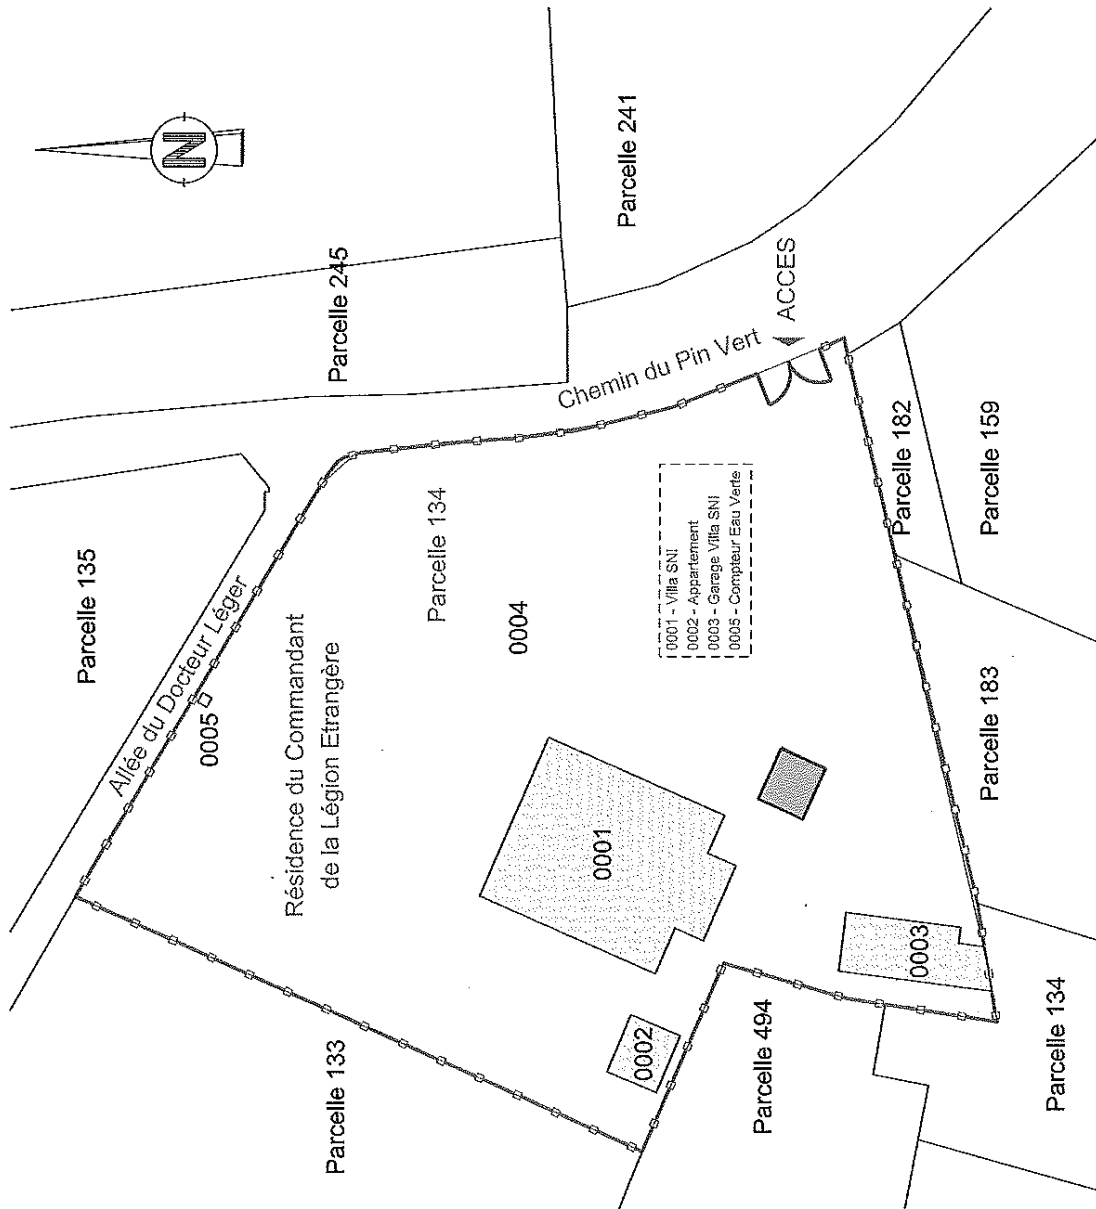 N
Parcelle 241
Parcelle 245
ACCES
Chemin du Pin Vert
Parcelle 182
Parcelle 159
Parcelle 135
Allée du Docteur Léger
0005
Parcelle 134
0004
0001 - Villa SNI
0002 - Appartement
0003 - Garage Villa SNI
0005 - Compteur Eau Verte
Résidence du Commandant
de la Légion Etrangère
Parcelle 183
0001
0003
0002
Parcelle 133
Parcelle 494
Parcelle 134